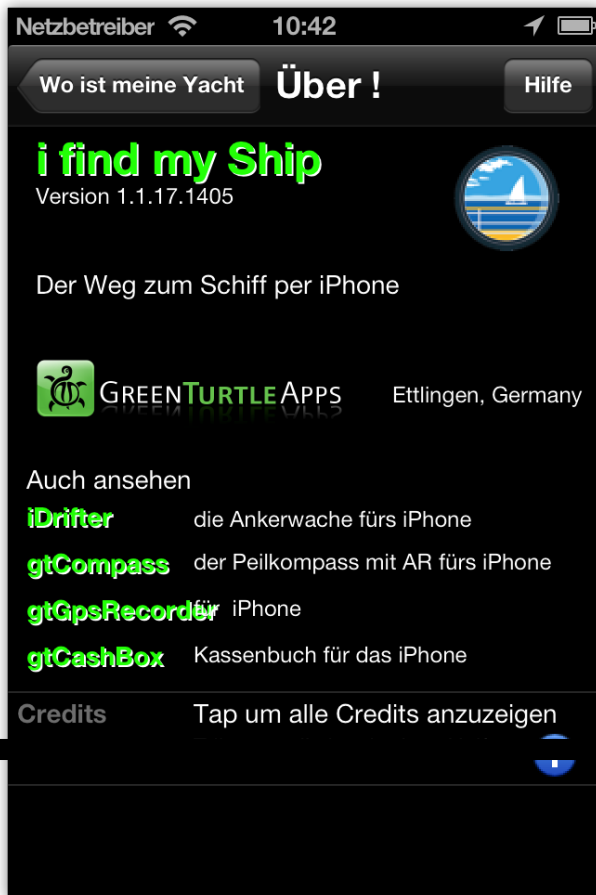 Netzbetreiber 10:42
Wo ist meine Yacht Über ! Hilfe
i find my Ship
Version 1.1.17.1405
Der Weg zum Schiff per iPhone
GREENTURTLEAPPS Ettlingen, Germany
Auch ansehen
iDrifter die Ankerwache fürs iPhone
gtCompass der Peilkompass mit AR fürs iPhone
gtGpsRecorder für iPhone
gtCashBox Kassenbuch für das iPhone
Credits Tap um alle Credits anzuzeigen